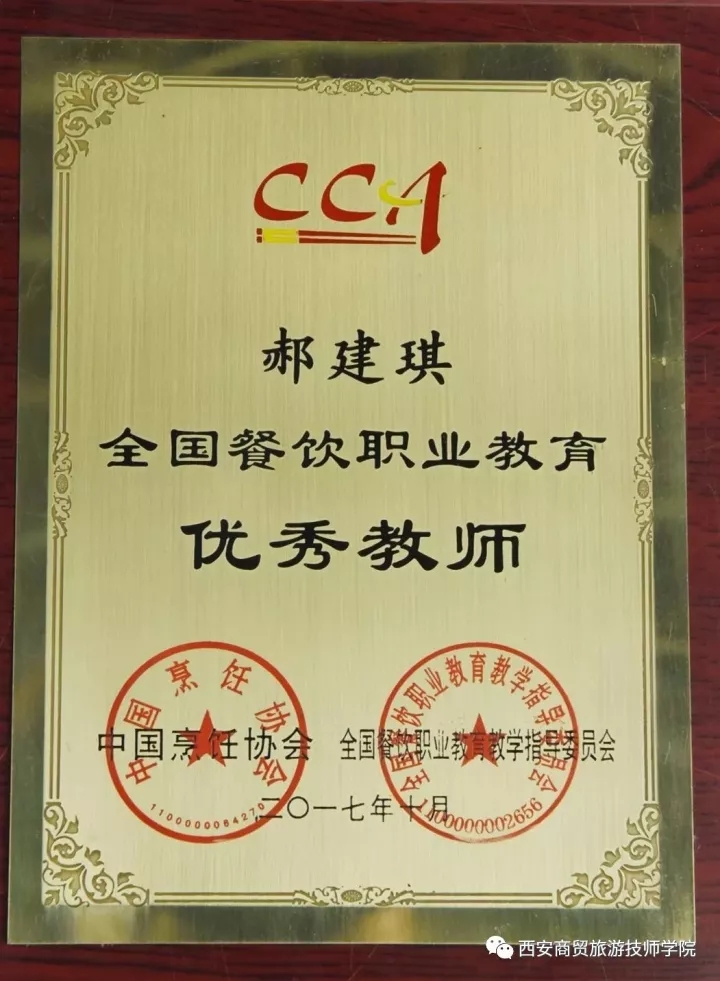 CCA
郝建琪
全国餐饮职业教育
优秀教师
中国烹饪协会
全国餐饮职业教育教学指导委员会
中国烹饪协会 全国餐饮职业教育教学指导委员会
1100000002656
二〇一七年十月
西安商贸旅游技师学院